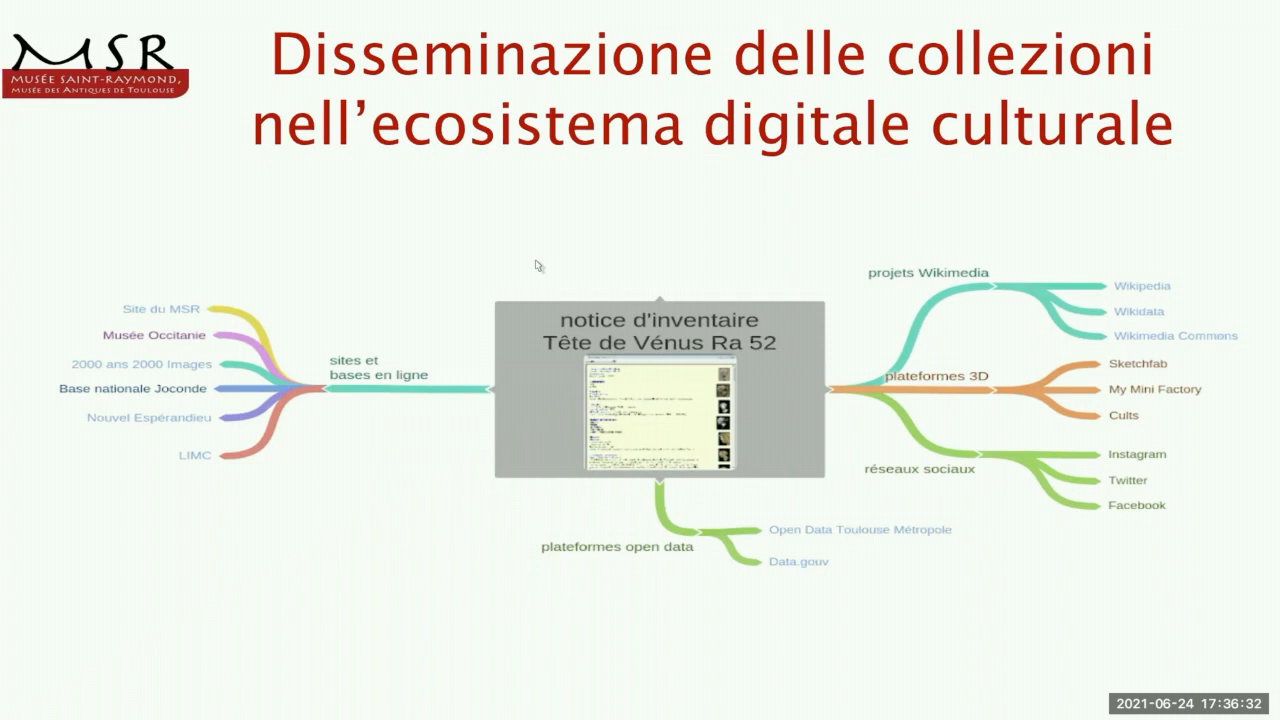 MSR
MUSÉE SAINT-RAYMOND,
MUSÉE DES ANTIQUES DE TOULOUSE
Disseminazione delle collezioni
nell’ecosistema digitale culturale
Site du MSR
Musée Occitanie
2000 ans 2000 Images
Base nationale Joconde
Nouvel Espérandieu
LIMC
sites et
bases en ligne
notice d'inventaire
Tête de Vénus Ra 52
plateformes open data
Open Data Toulouse Métropole
Data.gouv
projets Wikimedia
Wikipedia
Wikidata
Wikimedia Commons
plateformes 3D
Sketchfab
My Mini Factory
Cults
réseaux sociaux
Instagram
Twitter
Facebook
2021-06-24 17:36:32